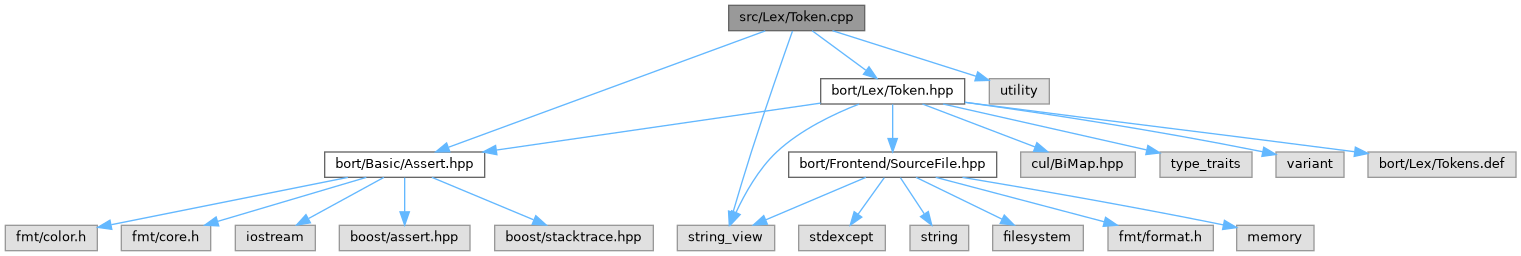 src/Lex/Token.cpp
bort/Lex/Token.hpp
utility
bort/Basic/Assert.hpp
bort/Frontend/SourceFile.hpp
cul/BiMap.hpp
type_traits
variant
bort/Lex/Tokens.def
fmt/color.h
fmt/core.h
iostream
boost/assert.hpp
boost/stacktrace.hpp
string_view
stdexcept
string
filesystem
fmt/format.h
memory